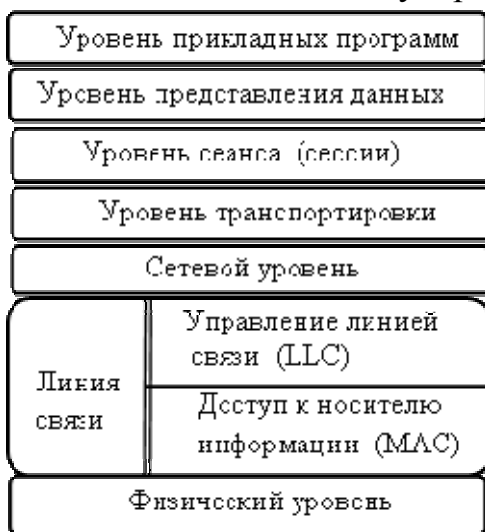 Уровень прикладных программ
Уровень представления данных
Уровень сеанса (сессии)
Уровень транспортировки
Сетевой уровень
Линия
связи
Управление линией
связи (LLC)
Доступ к носителю
информации (MAC)
Физический уровень